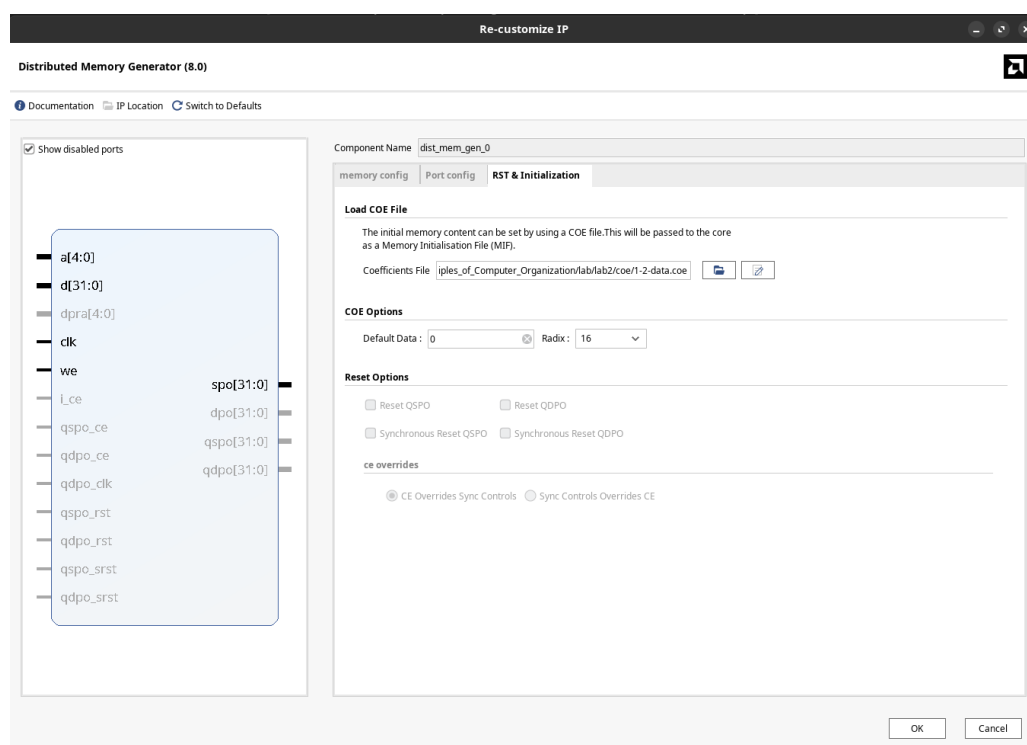 Re-customize IP
Distributed Memory Generator (8.0)
Documentation IP Location Switch to Defaults
Show disabled ports
a[4:0]
d[31:0]
dpra[4:0]
clk
we
i_ce
qspo_ce
qdpo_ce
qdpo_clk
qspo_rst
qdpo_rst
qspo_srst
qdpo_srst
spo[31:0]
dpo[31:0]
qspo[31:0]
qdpo[31:0]
Component Name dist_mem_gen_0
memory config Port config RST & Initialization
Load COE File
The initial memory content can be set by using a COE file.This will be passed to the core
as a Memory Initialisation File (MIF).
Coefficients File iples_of_Computer_Organization/lab/lab2/coe/1-2-data.coe
COE Options
Default Data : 0 Radix : 16
Reset Options
Reset QSPO Reset QDPO
Synchronous Reset QSPO Synchronous Reset QDPO
ce overrides
CE Overrides Sync Controls Sync Controls Overrides CE
OK Cancel